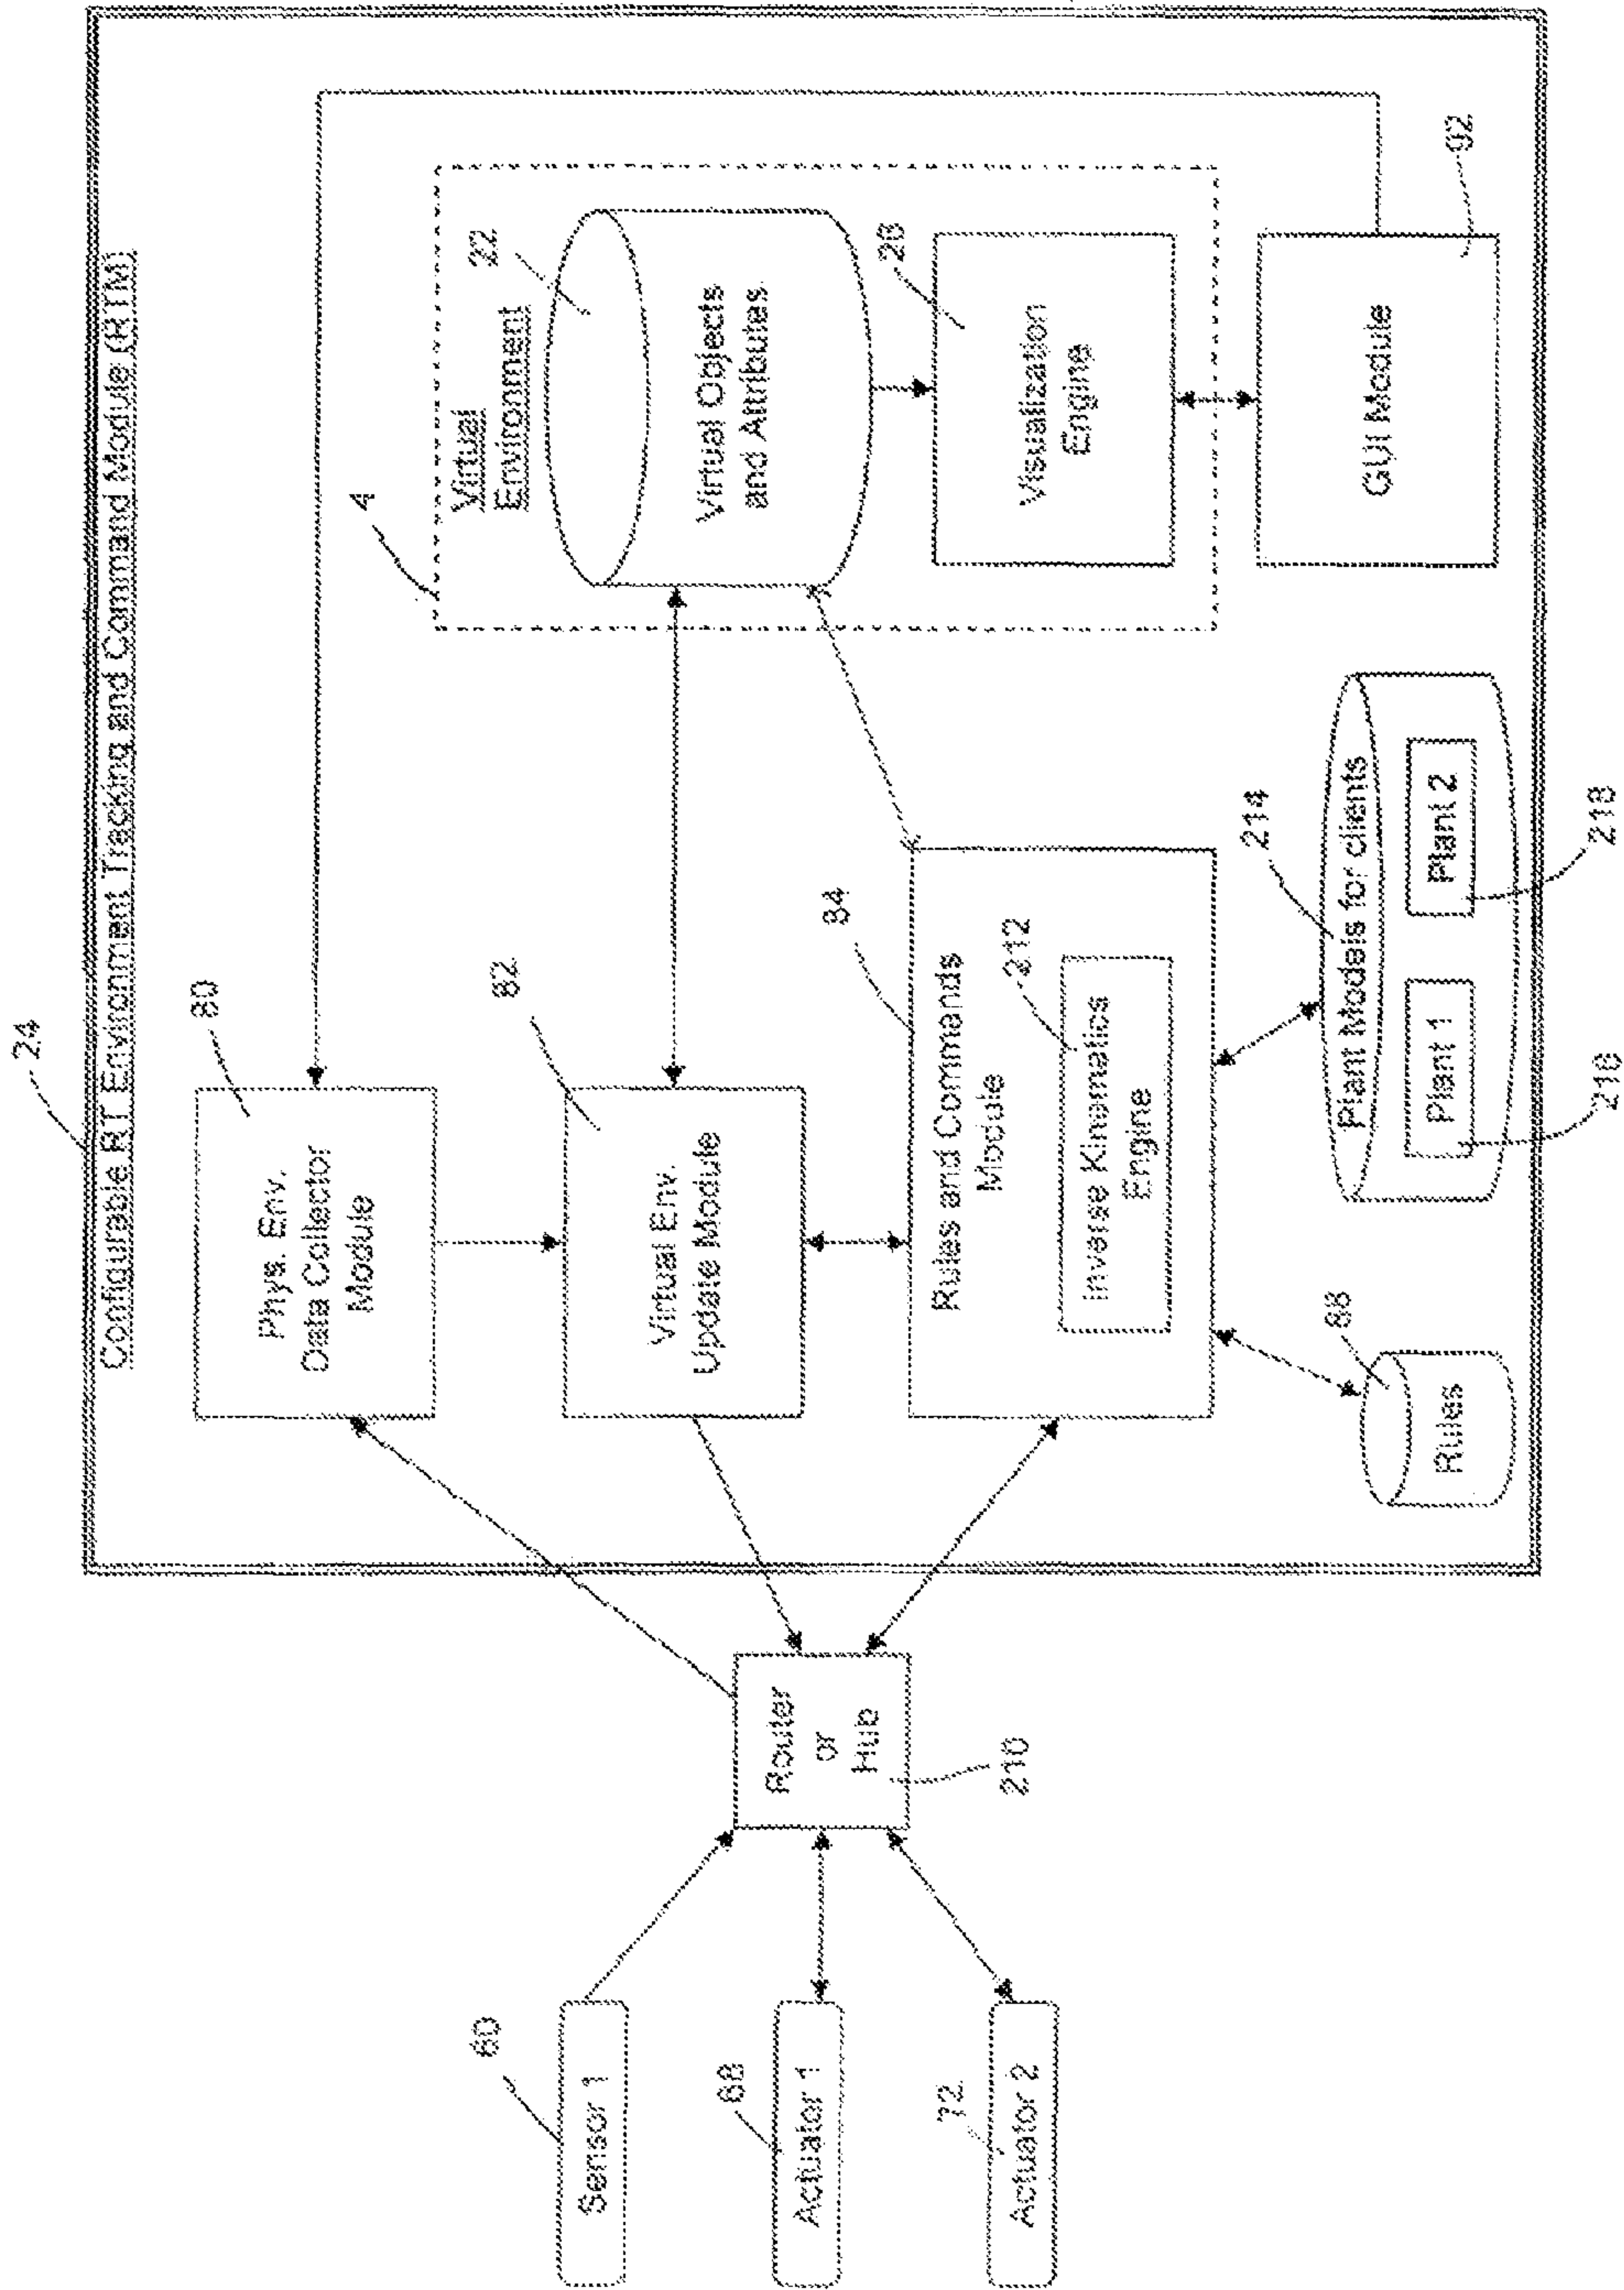 24
Configurable RT Environment Tracking and Command Module (RTM)
60
Sensor 1
68
Actuator 1
72
Actuator 2
Router
or
Hub
210
80
Phys. Env.
Data Collector
Module
82
Virtual Env.
Update Module
84
Rules and Commands
Module
212
Inverse Kinematics
Engine
88
Rules
214
Plant Models for clients
Plant 1
Plant 2
216
218
4
Virtual
Environment
22
Virtual Objects
and Attributes
Visualization
Engine
GUI Module
92